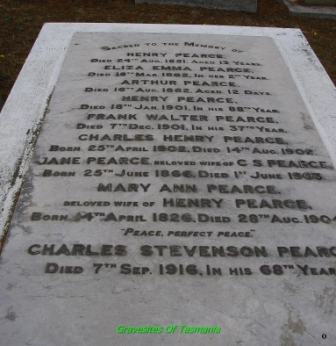 Sacred to the Memory of
HENRY PEARCE,
Died 24th Aug. 1851. Aged 13 Years.
ELIZA EMMA PEARCE,
Died 18th Mar. 1862, in her 2nd Year.
ARTHUR PEARCE,
Died 16th Aug. 1862, Aged 12 Days.
HENRY PEARCE,
Died 18th Jan. 1901, in his 88th Year.
FRANK WALTER PEARCE,
Died 7th Dec. 1901, in his 37th Year.
CHARLES HENRY PEARCE,
Born 25th April 1902, Died 14th Aug. 1902.
JANE PEARCE, beloved wife of C S PEARCE,
Born 25th June 1866, Died 1st June
MARY ANN PEARCE,
beloved wife of HENRY PEARCE,
Born 14th April 1826, Died 28th Aug. 190
"Peace, perfect peace."
CHARLES STEVENSON PEARC
Died 7th Sep. 1916, in his 68th Year
Gravesites Of Tasmania